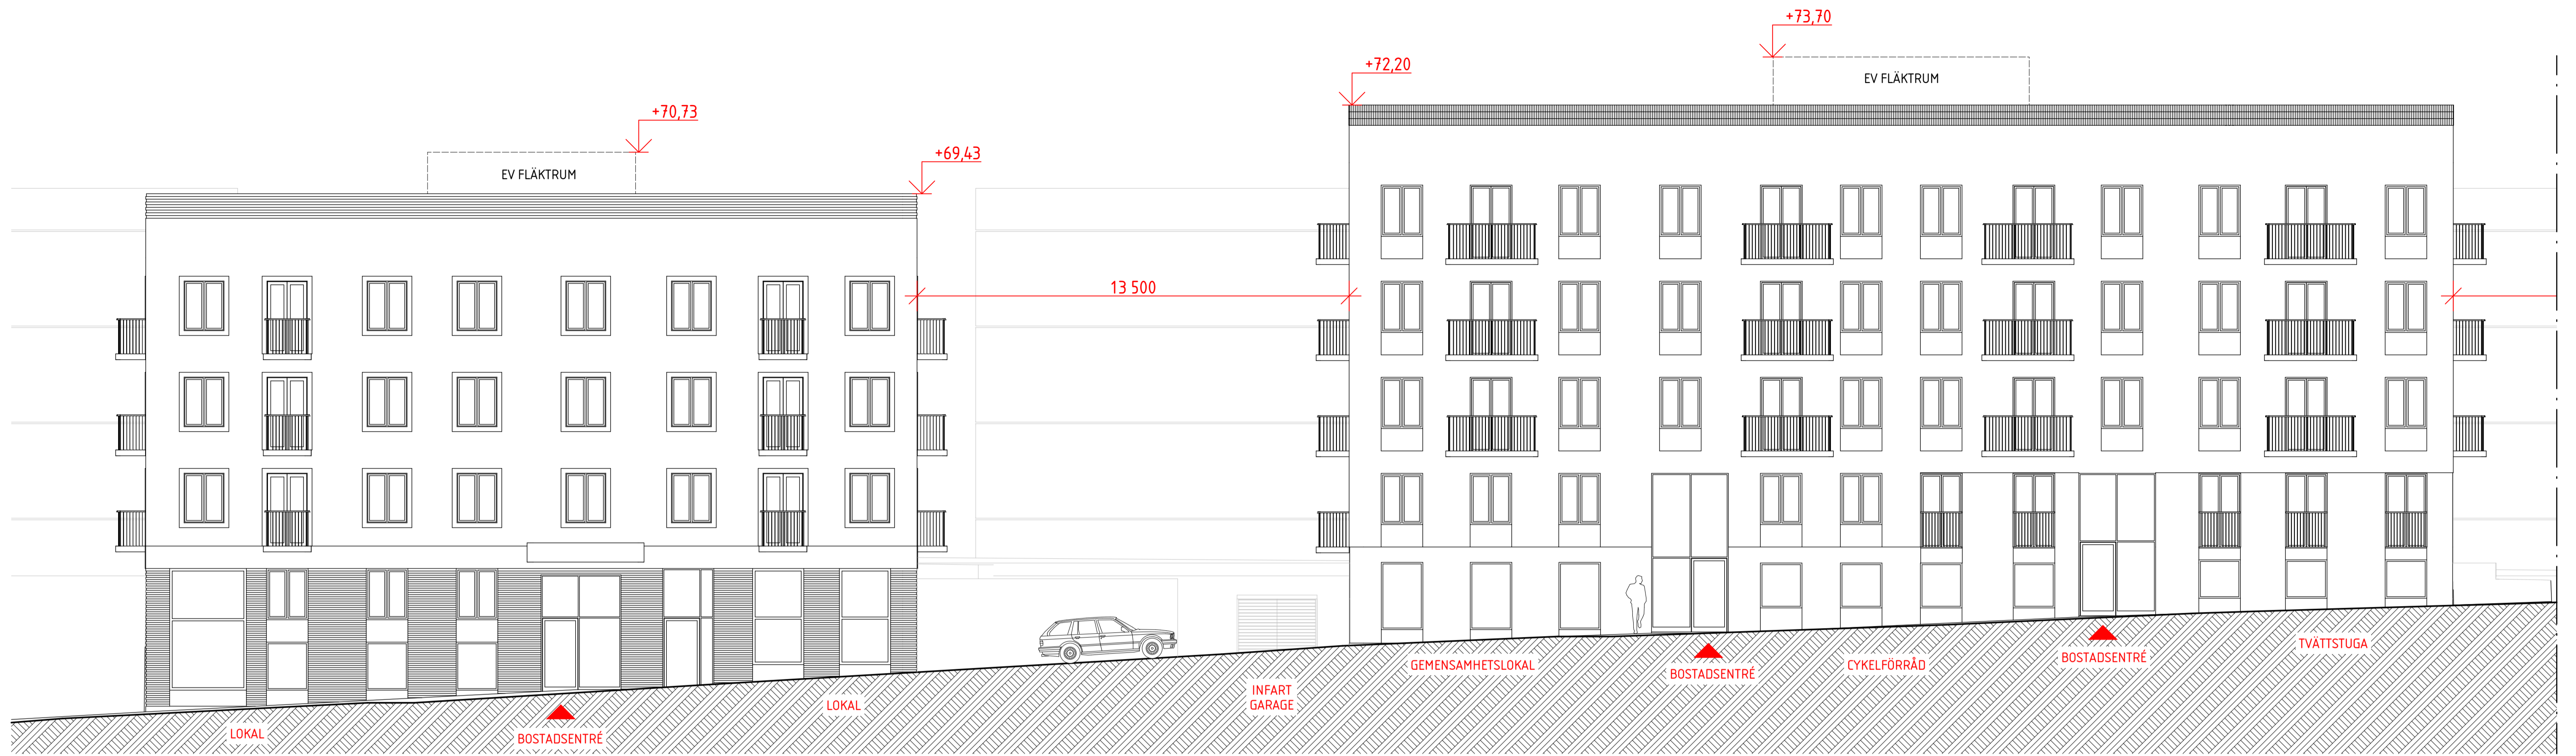 +73,70
+72,20
EV FLÄKTRUM
+70,73
+69,43
EV FLÄKTRUM
13 500
LOKAL
BOSTADSENTRÉ
LOKAL
INFART
GARAGE
GEMENSAMHETSLOKAL
BOSTADSENTRÉ
CYKELFÖRRÅD
BOSTADSENTRÉ
TVÄTTSTUGA